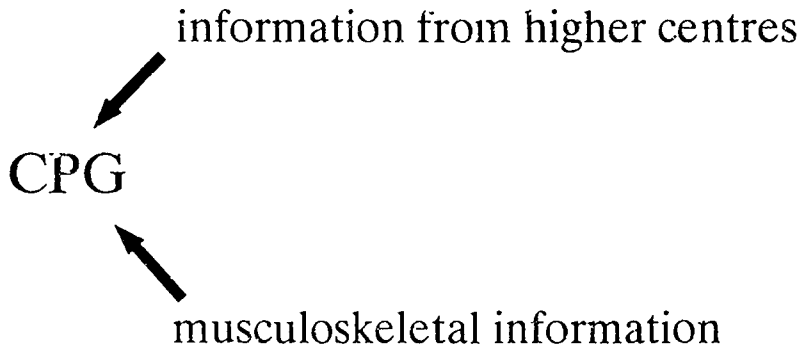 information from higher centres
CPG
musculoskeletal information